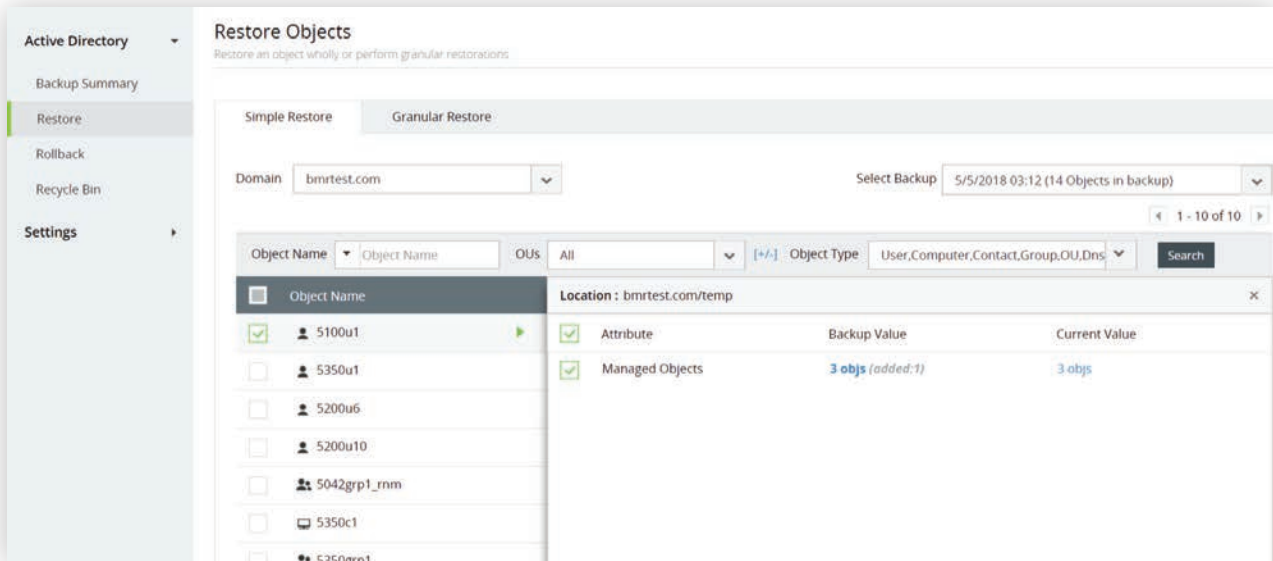 Active Directory
Backup Summary
Restore
Rollback
Recycle Bin
Settings
Restore Objects
Restore an object wholly or perform granular restorations
Simple Restore Granular Restore
Domain bmrtest.com Select Backup 5/5/2018 03:12 (14 Objects in backup)
1 - 10 of 10
Object Name Object Name OUs All [+/-] Object Type User,Computer,Contact,Group,OU,Dns Search
Object Name Location : bmrtest.com/temp ×
5100u1 Attribute Backup Value Current Value
5350u1 Managed Objects 3 objs (added:1) 3 objs
5200u6
5200u10
5042grp1_rnm
5350c1
5350grp1